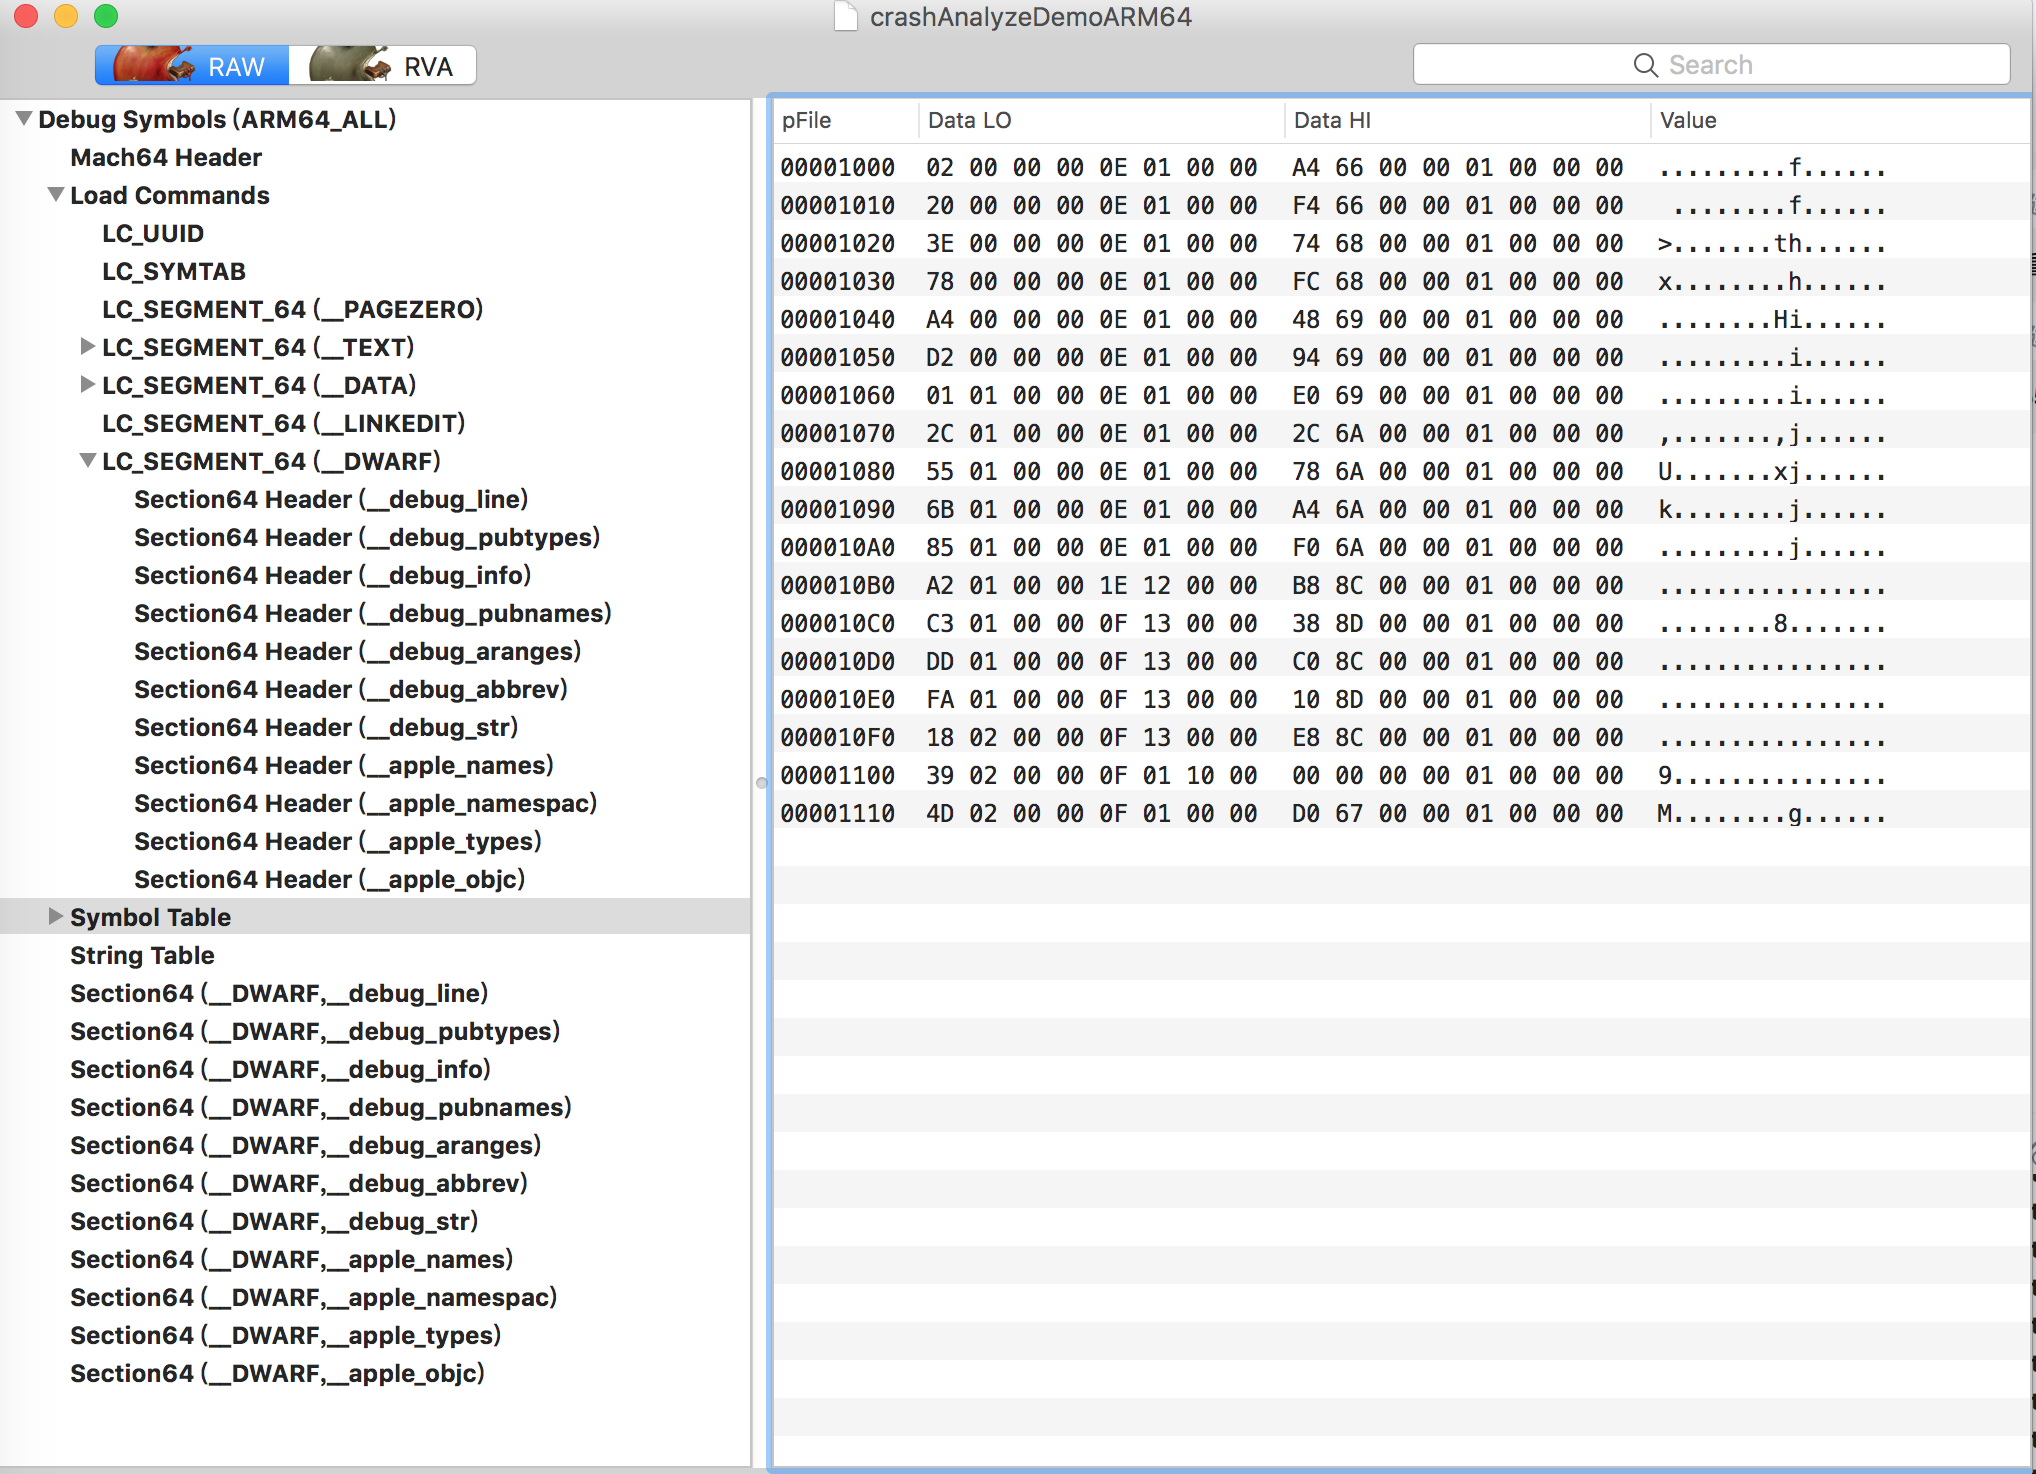 crashAnalyzeDemoARM64
RAW RVA Search
Debug Symbols (ARM64_ALL)
Mach64 Header
Load Commands
LC_UUID
LC_SYMTAB
LC_SEGMENT_64 (__PAGEZERO)
LC_SEGMENT_64 (__TEXT)
LC_SEGMENT_64 (__DATA)
LC_SEGMENT_64 (__LINKEDIT)
LC_SEGMENT_64 (__DWARF)
Section64 Header (__debug_line)
Section64 Header (__debug_pubtypes)
Section64 Header (__debug_info)
Section64 Header (__debug_pubnames)
Section64 Header (__debug_aranges)
Section64 Header (__debug_abbrev)
Section64 Header (__debug_str)
Section64 Header (__apple_names)
Section64 Header (__apple_namespac)
Section64 Header (__apple_types)
Section64 Header (__apple_objc)
Symbol Table
String Table
Section64 (__DWARF,__debug_line)
Section64 (__DWARF,__debug_pubtypes)
Section64 (__DWARF,__debug_info)
Section64 (__DWARF,__debug_pubnames)
Section64 (__DWARF,__debug_aranges)
Section64 (__DWARF,__debug_abbrev)
Section64 (__DWARF,__debug_str)
Section64 (__DWARF,__apple_names)
Section64 (__DWARF,__apple_namespac)
Section64 (__DWARF,__apple_types)
Section64 (__DWARF,__apple_objc)
pFile Data LO Data HI Value
00001000 02 00 00 00 0E 01 00 00 A4 66 00 00 01 00 00 00 .........f......
00001010 20 00 00 00 0E 01 00 00 F4 66 00 00 01 00 00 00 ........f......
00001020 3E 00 00 00 0E 01 00 00 74 68 00 00 01 00 00 00 >.......th......
00001030 78 00 00 00 0E 01 00 00 FC 68 00 00 01 00 00 00 x........h......
00001040 A4 00 00 00 0E 01 00 00 48 69 00 00 01 00 00 00 ........Hi......
00001050 D2 00 00 00 0E 01 00 00 94 69 00 00 01 00 00 00 .........i......
00001060 01 01 00 00 0E 01 00 00 E0 69 00 00 01 00 00 00 .........i......
00001070 2C 01 00 00 0E 01 00 00 2C 6A 00 00 01 00 00 00 ,.......,j......
00001080 55 01 00 00 0E 01 00 00 78 6A 00 00 01 00 00 00 U.......xj......
00001090 6B 01 00 00 0E 01 00 00 A4 6A 00 00 01 00 00 00 k........j......
000010A0 85 01 00 00 0E 01 00 00 F0 6A 00 00 01 00 00 00 .........j......
000010B0 A2 01 00 00 1E 12 00 00 B8 8C 00 00 01 00 00 00 ................
000010C0 C3 01 00 00 0F 13 00 00 38 8D 00 00 01 00 00 00 ........8.......
000010D0 DD 01 00 00 0F 13 00 00 C0 8C 00 00 01 00 00 00 ................
000010E0 FA 01 00 00 0F 13 00 00 10 8D 00 00 01 00 00 00 ................
000010F0 18 02 00 00 0F 13 00 00 E8 8C 00 00 01 00 00 00 ................
00001100 39 02 00 00 0F 01 10 00 00 00 00 00 01 00 00 00 9...............
00001110 4D 02 00 00 0F 01 00 00 D0 67 00 00 01 00 00 00 M........g......